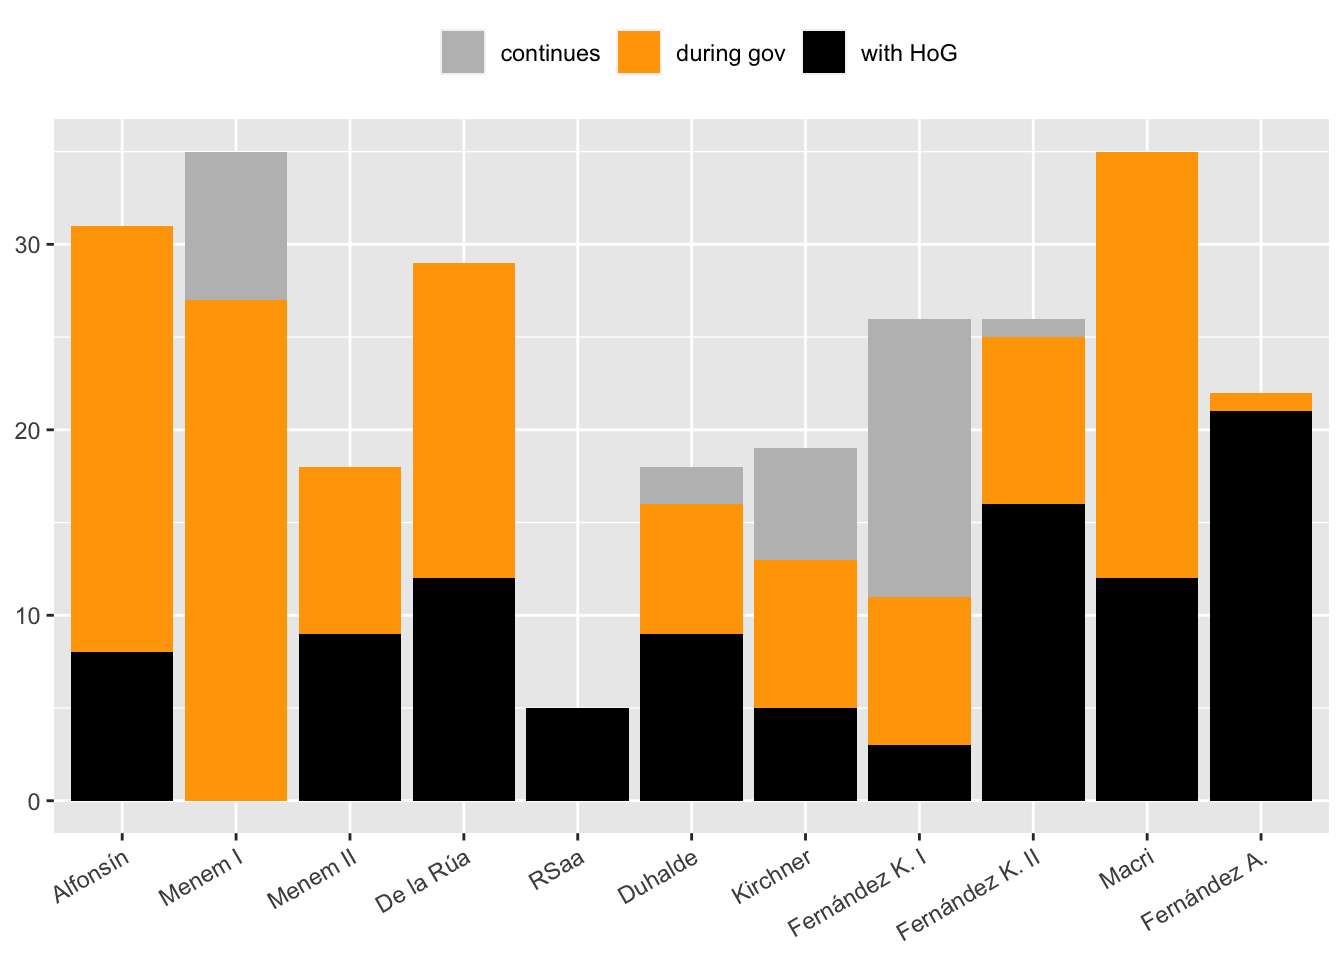 continues during gov with HoG
30
20
10
0
Alfonsín Menem I Menem II De la Rúa RSaa Duhalde Kirchner Fernández K. I Fernández K. II Macri Fernández A.